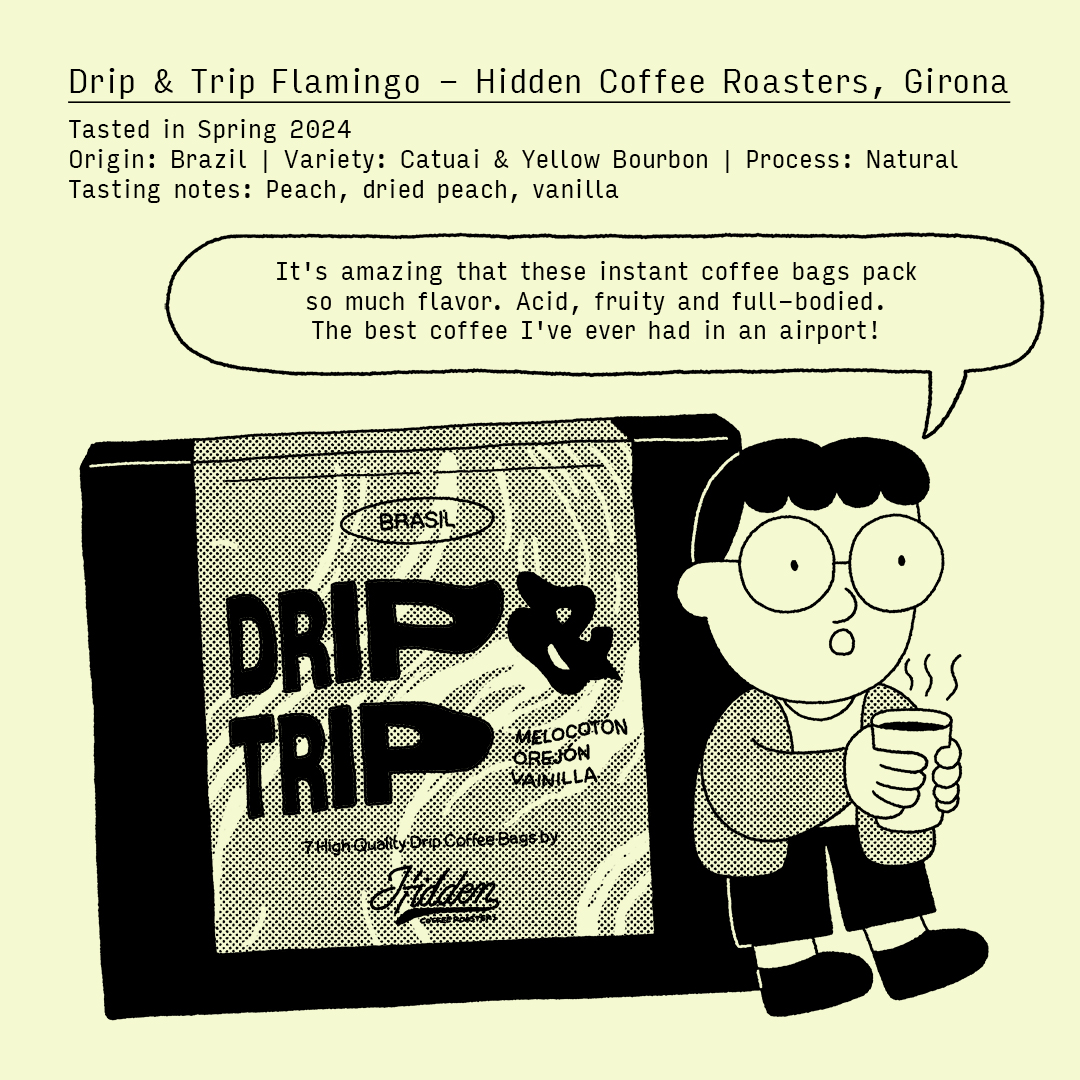 Drip & Trip Flamingo – Hidden Coffee Roasters, Girona
Tasted in Spring 2024
Origin: Brazil | Variety: Catuai & Yellow Bourbon | Process: Natural
Tasting notes: Peach, dried peach, vanilla
It's amazing that these instant coffee bags pack
so much flavor. Acid, fruity and full-bodied.
The best coffee I've ever had in an airport!
BRASIL
DRIP &
TRIP
MELOCOTÓN
OREJÓN
VAINILLA
7 High Quality Drip Coffee Bags by
Hidden
COFFEE ROASTERS